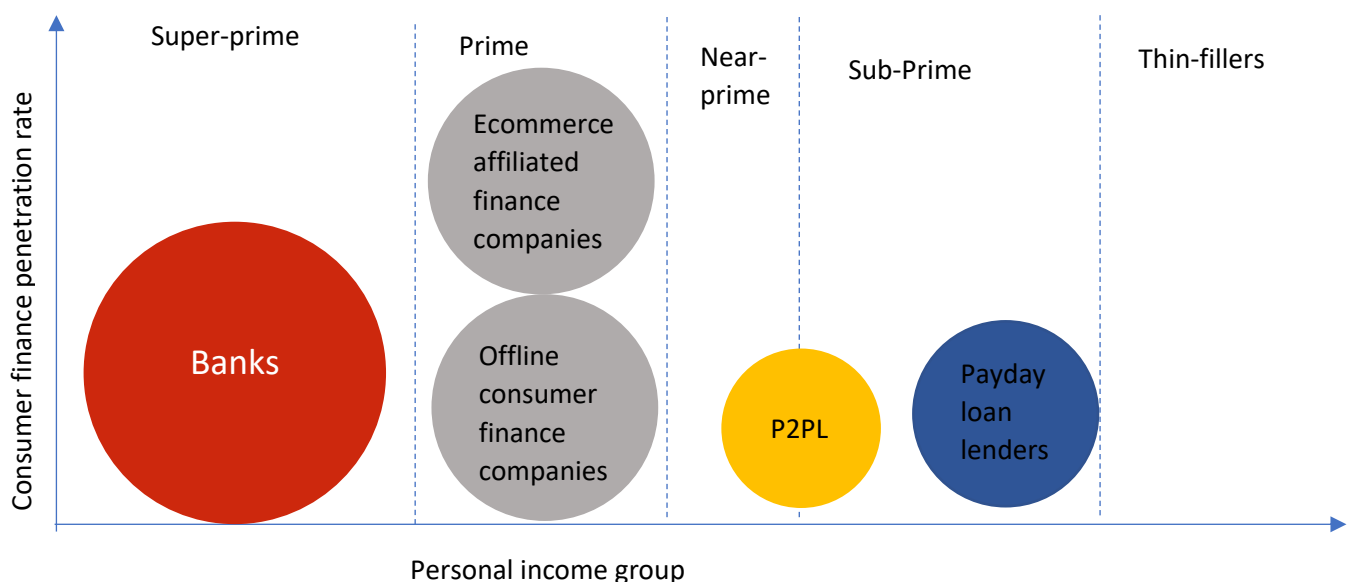 Consumer finance penetration rate
Super-prime
Prime
Near-
prime
Sub-Prime
Thin-fillers
Ecommerce
affiliated
finance
companies
Banks
Offline
consumer
finance
companies
P2PL
Payday
loan
lenders
Personal income group